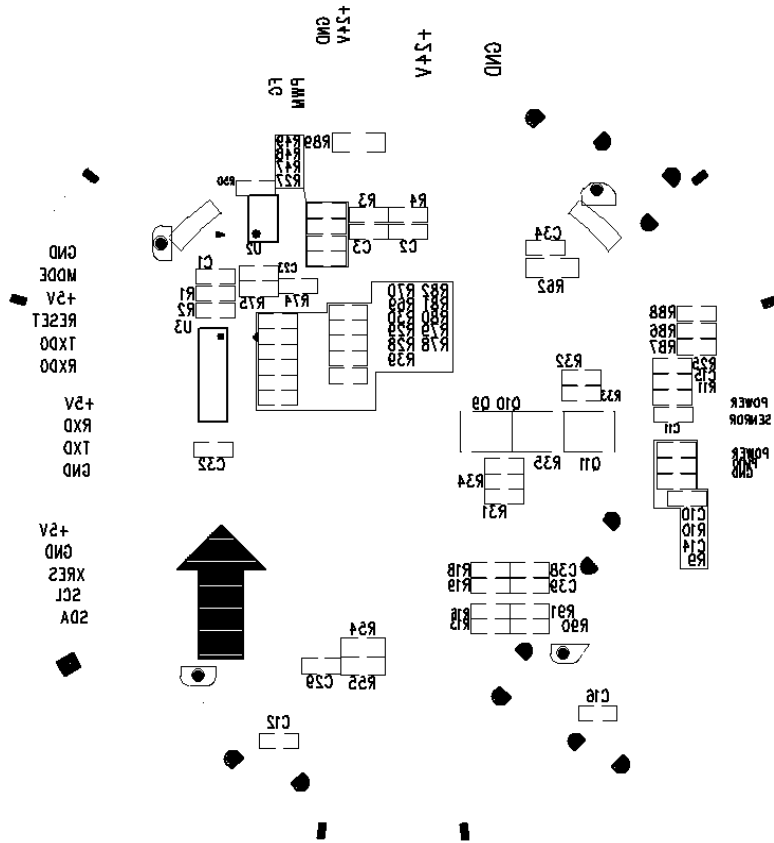 +24V
GND
+24V
GND
PWM
FG
R49
R48
R47
R27
R89
R50
R3
R4
U2
C3
C2
C34
R62
C1
C23
R1
R2
R75
R74
U3
GND
MODE
+5V
RESET
TXD0
RXD0
R70 R82
R69 R81
R30 R80
R29 R79
R28 R78
R39
R88
R86
R87
R32
R33
R25
C15
R11
C11
+5V
RXD
TXD
GND
POWER
SENROR
Q9
Q10
R35
Q11
C32
R34
R31
POWER
GND
C10
R10
C14
R9
+5V
GND
XRES
SCL
SDA
R18
C38
R19
C39
R16
R91
R13
R90
R54
C29
R55
C16
C12